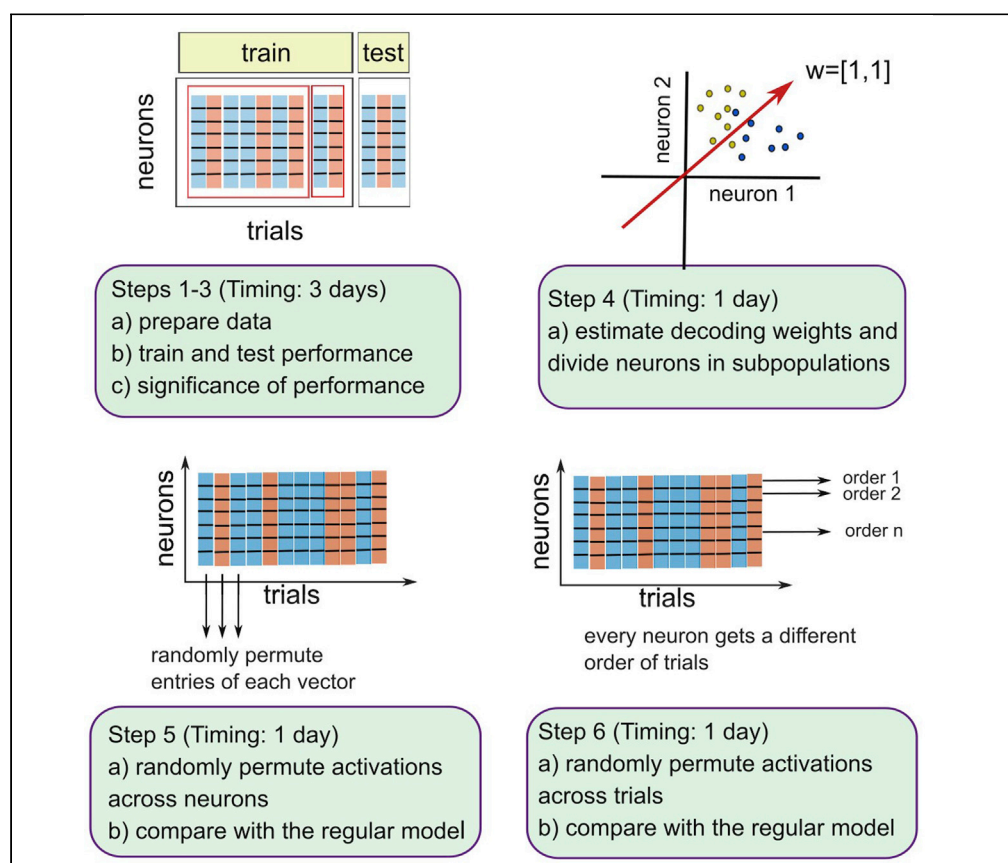 train
test
neurons
trials
w=[1,1]
neuron 2
neuron 1
Steps 1-3 (Timing: 3 days)
a) prepare data
b) train and test performance
c) significance of performance
Step 4 (Timing: 1 day)
a) estimate decoding weights and
divide neurons in subpopulations
neurons
trials
randomly permute
entries of each vector
neurons
order 1
order 2
order n
trials
every neuron gets a different
order of trials
Step 5 (Timing: 1 day)
a) randomly permute activations
across neurons
b) compare with the regular model
Step 6 (Timing: 1 day)
a) randomly permute activations
across trials
b) compare with the regular model